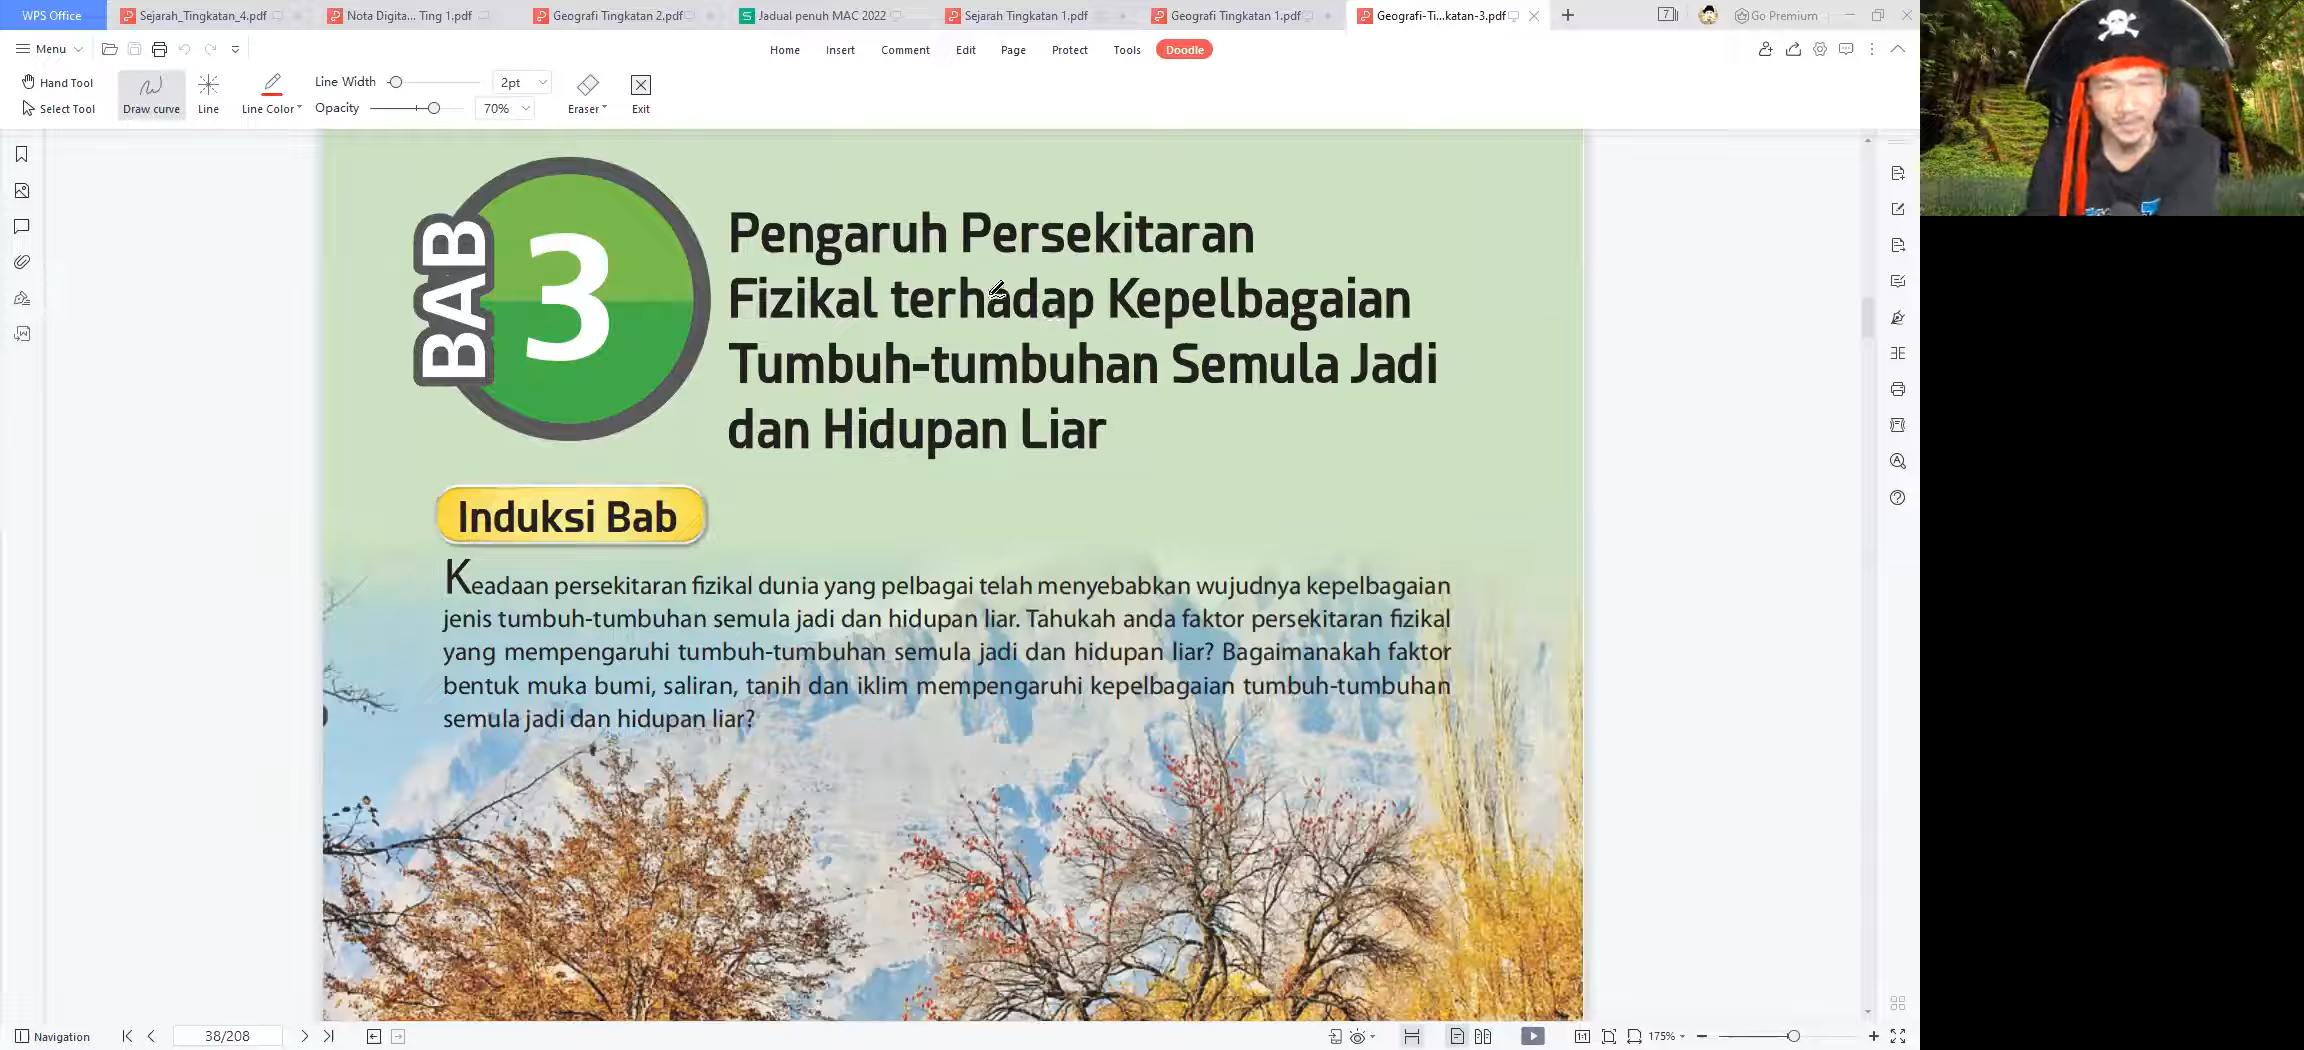 WPS Office Sejarah_Tingkatan_4.pdf Nota Digita... Ting 1.pdf Geografi Tingkatan 2.pdf Jadual penuh MAC 2022 Sejarah Tingkatan 1.pdf Geografi Tingkatan 1.pdf Geografi-Ti...katan-3.pdf 7 Go Premium
Menu Home Insert Comment Edit Page Protect Tools Doodle
Hand Tool Line Width 2pt
Select Tool Draw curve Line Line Color Opacity 70% Eraser Exit
BAB 3
Pengaruh Persekitaran
Fizikal terhadap Kepelbagaian
Tumbuh-tumbuhan Semula Jadi
dan Hidupan Liar
Induksi Bab
Keadaan persekitaran fizikal dunia yang pelbagai telah menyebabkan wujudnya kepelbagaian
jenis tumbuh-tumbuhan semula jadi dan hidupan liar. Tahukah anda faktor persekitaran fizikal
yang mempengaruhi tumbuh-tumbuhan semula jadi dan hidupan liar? Bagaimanakah faktor
bentuk muka bumi, saliran, tanih dan iklim mempengaruhi kepelbagaian tumbuh-tumbuhan
semula jadi dan hidupan liar?
Navigation 38/208 175%